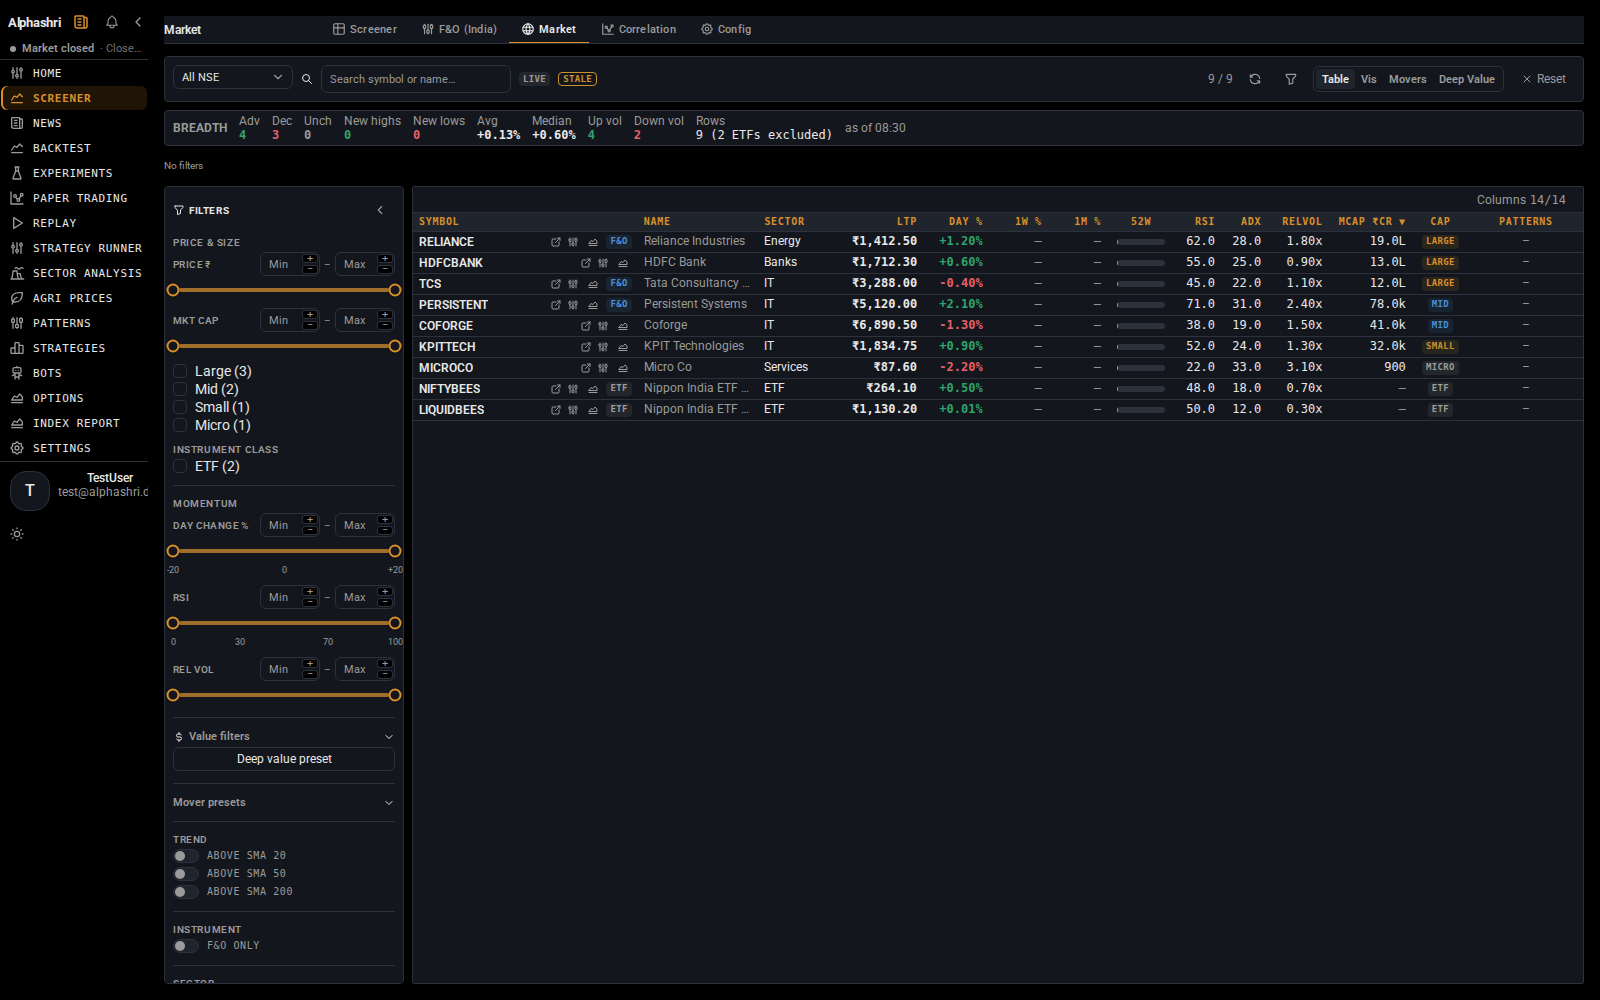 Alphashri
Market closed · Close…
HOME
SCREENER
NEWS
BACKTEST
EXPERIMENTS
PAPER TRADING
REPLAY
STRATEGY RUNNER
SECTOR ANALYSIS
AGRI PRICES
PATTERNS
STRATEGIES
BOTS
OPTIONS
INDEX REPORT
SETTINGS
T
TestUser
test@alphashri.d
Market
Screener F&O (India) Market Correlation Config
All NSE Search symbol or name... LIVE STALE 9 / 9 Table Vis Movers Deep Value Reset
BREADTH
Adv Dec Unch New highs New lows Avg Median Up vol Down vol Rows
4 3 0 0 0 +0.13% +0.60% 4 2 9 (2 ETFs excluded)
as of 08:30
No filters
FILTERS
PRICE & SIZE
PRICE ₹ Min + − – Max + −
MKT CAP Min + − – Max + −
Large (3)
Mid (2)
Small (1)
Micro (1)
INSTRUMENT CLASS
ETF (2)
MOMENTUM
DAY CHANGE % Min + − – Max + −
-20 0 +20
RSI Min + − – Max + −
0 30 70 100
REL VOL Min + − – Max + −
$ Value filters
Deep value preset
Mover presets
TREND
ABOVE SMA 20
ABOVE SMA 50
ABOVE SMA 200
INSTRUMENT
F&O ONLY
SECTOR
Columns 14/14
SYMBOL NAME SECTOR LTP DAY % 1W % 1M % 52W RSI ADX RELVOL MCAP ₹CR ▼ CAP PATTERNS
RELIANCE F&O Reliance Industries Energy ₹1,412.50 +1.20% — — 62.0 28.0 1.80x 19.0L LARGE —
HDFCBANK HDFC Bank Banks ₹1,712.30 +0.60% — — 55.0 25.0 0.90x 13.0L LARGE —
TCS F&O Tata Consultancy … IT ₹3,288.00 -0.40% — — 45.0 22.0 1.10x 12.0L LARGE —
PERSISTENT F&O Persistent Systems IT ₹5,120.00 +2.10% — — 71.0 31.0 2.40x 78.0k MID —
COFORGE Coforge IT ₹6,890.50 -1.30% — — 38.0 19.0 1.50x 41.0k MID —
KPITTECH KPIT Technologies IT ₹1,834.75 +0.90% — — 52.0 24.0 1.30x 32.0k SMALL —
MICROCO Micro Co Services ₹87.60 -2.20% — — 22.0 33.0 3.10x 900 MICRO —
NIFTYBEES ETF Nippon India ETF … ETF ₹264.10 +0.50% — — 48.0 18.0 0.70x — ETF —
LIQUIDBEES ETF Nippon India ETF … ETF ₹1,130.20 +0.01% — — 50.0 12.0 0.30x — ETF —